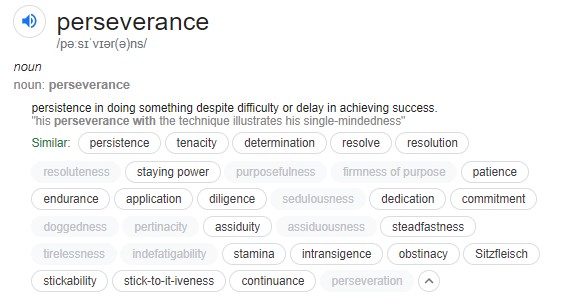 perseverance
/pəːsɪˈvɪər(ə)ns/
noun
noun: perseverance
persistence in doing something despite difficulty or delay in achieving success.
"his perseverance with the technique illustrates his single-mindedness"
Similar: persistence tenacity determination resolve resolution
resoluteness staying power purposefulness firmness of purpose patience
endurance application diligence sedulousness dedication commitment
doggedness pertinacity assiduity assiduousness steadfastness
tirelessness indefatigability stamina intransigence obstinacy Sitzfleisch
stickability stick-to-it-iveness continuance perseveration